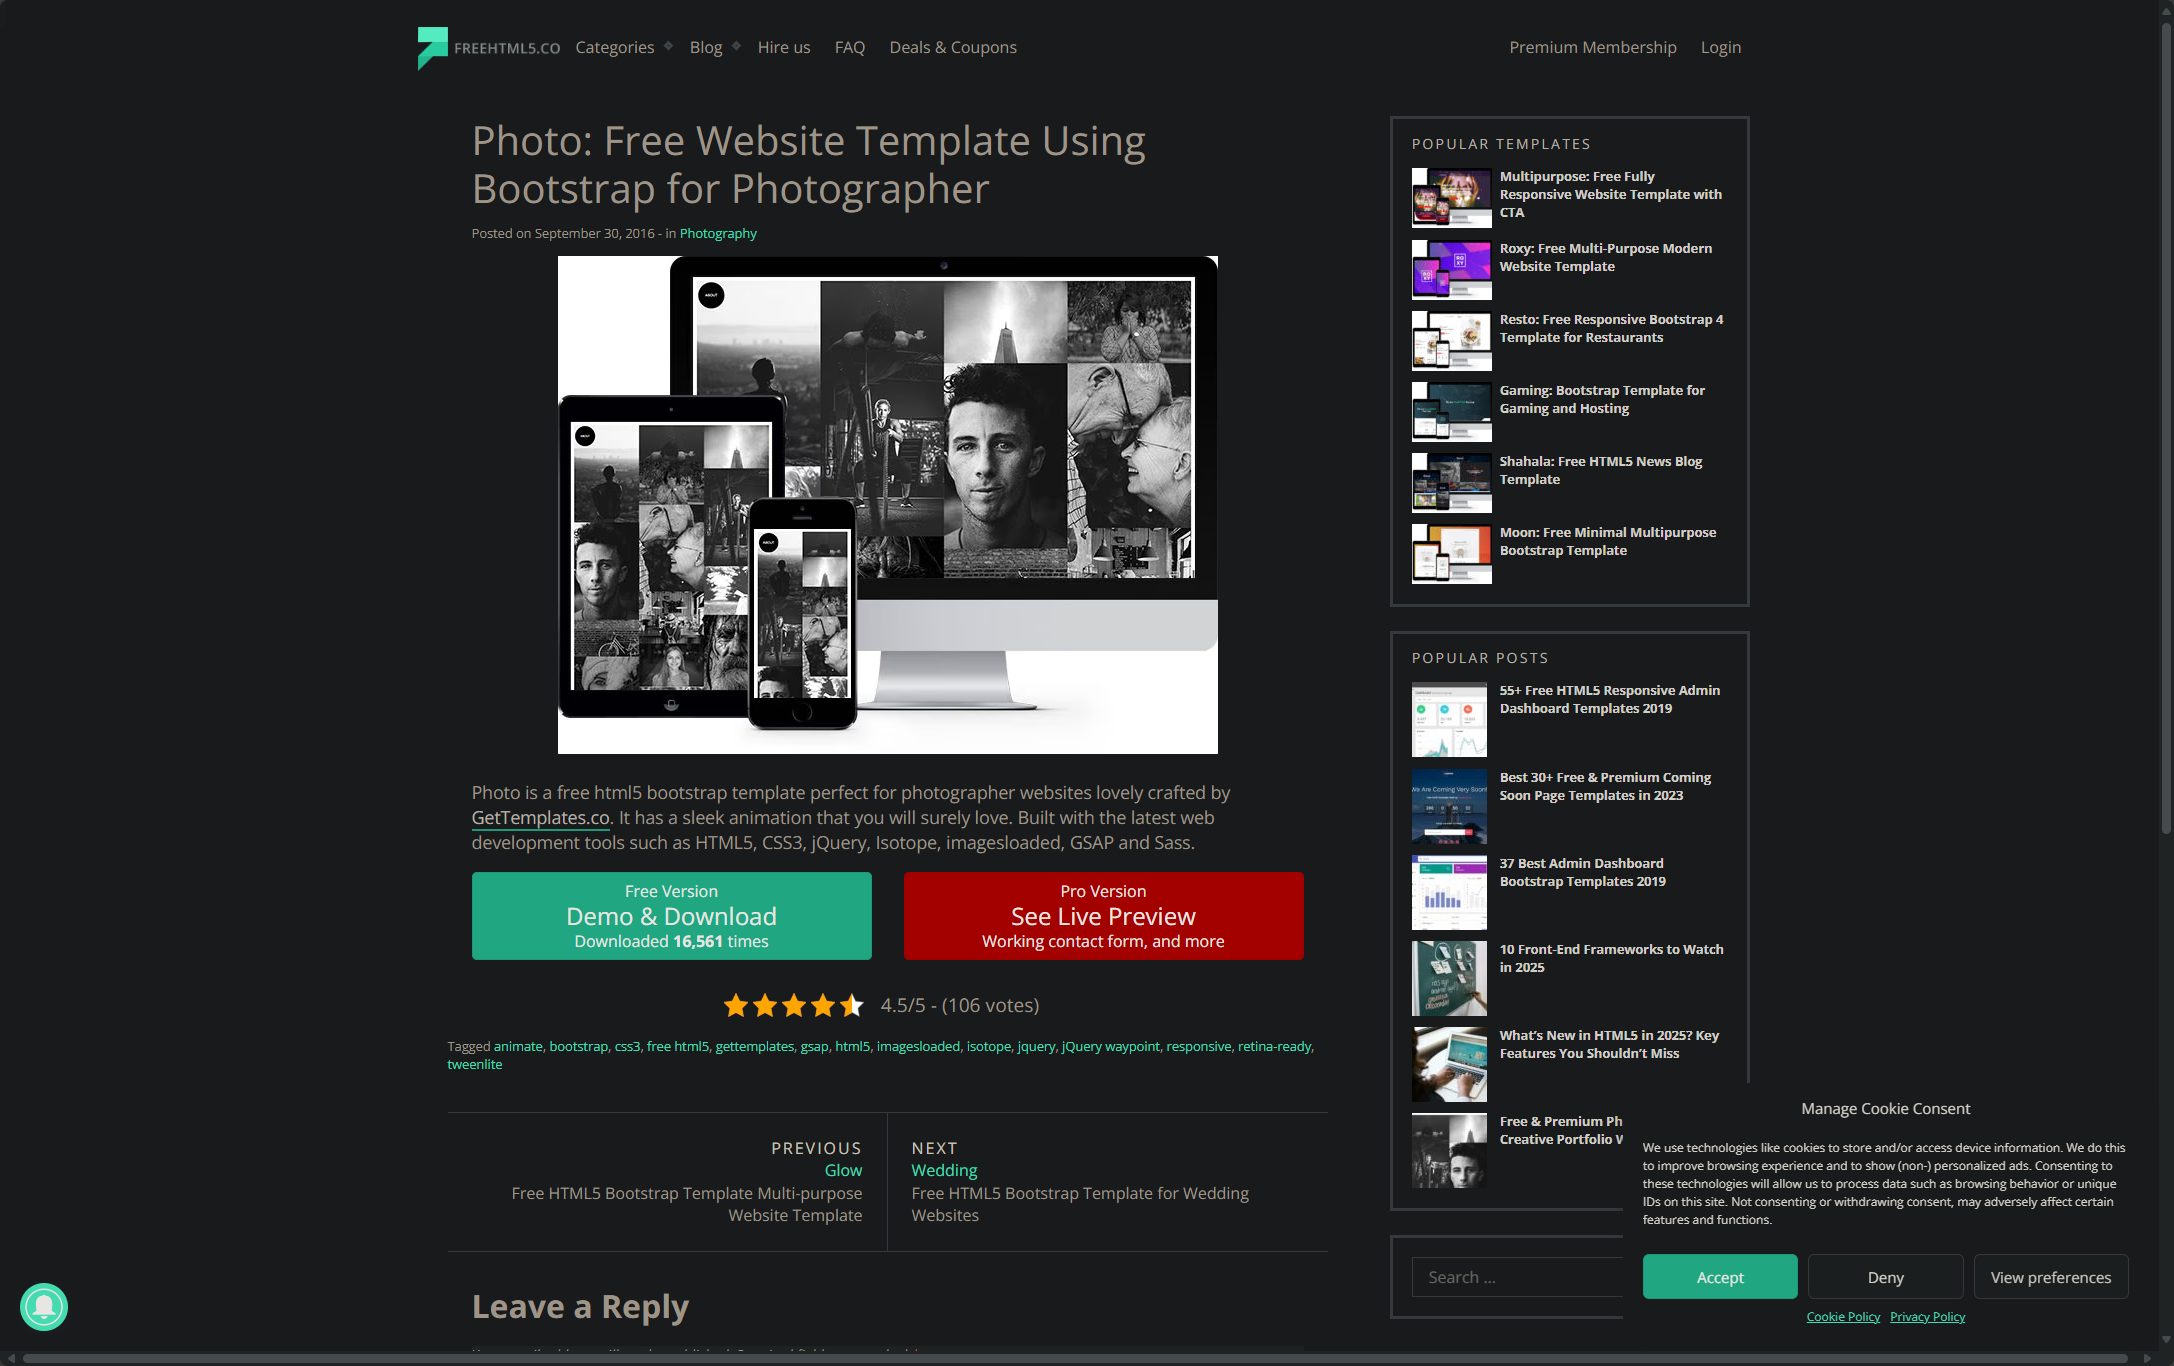 FREEHTML5.CO
Categories
Blog
Hire us
FAQ
Deals & Coupons
Premium Membership
Login
Photo: Free Website Template Using
Bootstrap for Photographer
Posted on September 30, 2016 - in Photography
ABOUT
ABOUT
ABOUT
Photo is a free html5 bootstrap template perfect for photographer websites lovely crafted by
GetTemplates.co. It has a sleek animation that you will surely love. Built with the latest web
development tools such as HTML5, CSS3, jQuery, Isotope, imagesloaded, GSAP and Sass.
Free Version
Demo & Download
Downloaded 16,561 times
Pro Version
See Live Preview
Working contact form, and more
4.5/5 - (106 votes)
Tagged animate, bootstrap, css3, free html5, gettemplates, gsap, html5, imagesloaded, isotope, jquery, jQuery waypoint, responsive, retina-ready,
tweenlite
PREVIOUS
Glow
Free HTML5 Bootstrap Template Multi-purpose
Website Template
NEXT
Wedding
Free HTML5 Bootstrap Template for Wedding
Websites
Leave a Reply
POPULAR TEMPLATES
Multipurpose: Free Fully
Responsive Website Template with
CTA
Roxy: Free Multi-Purpose Modern
Website Template
Resto: Free Responsive Bootstrap 4
Template for Restaurants
Gaming: Bootstrap Template for
Gaming and Hosting
Shahala: Free HTML5 News Blog
Template
Moon: Free Minimal Multipurpose
Bootstrap Template
POPULAR POSTS
55+ Free HTML5 Responsive Admin
Dashboard Templates 2019
We Are Coming Very Soon!
Best 30+ Free & Premium Coming
Soon Page Templates in 2023
37 Best Admin Dashboard
Bootstrap Templates 2019
10 Front-End Frameworks to Watch
in 2025
What's New in HTML5 in 2025? Key
Features You Shouldn't Miss
Free & Premium Ph
Creative Portfolio
Search ...
Manage Cookie Consent
We use technologies like cookies to store and/or access device information. We do this
to improve browsing experience and to show (non-) personalized ads. Consenting to
these technologies will allow us to process data such as browsing behavior or unique
IDs on this site. Not consenting or withdrawing consent, may adversely affect certain
features and functions.
Accept
Deny
View preferences
Cookie Policy
Privacy Policy